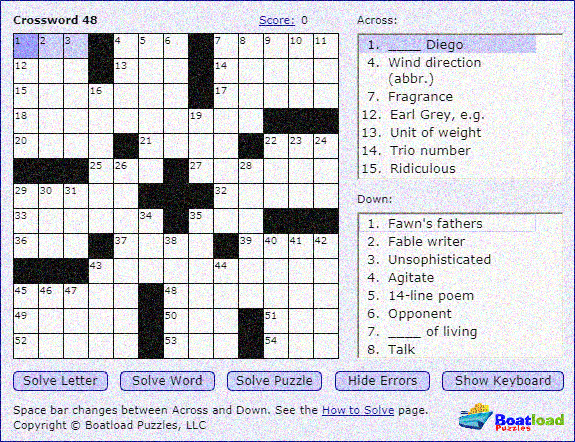 Crossword 48 Score: 0
1 2 3 4 5 6 7 8 9 10 11
12 13 14
15 16 17
18 19
20 21 22 23 24
25 26 27 28
29 30 31 32
33 34 35
36 37 38 39 40 41 42
43 44
45 46 47 48
49 50 51
52 53 54
Across:
1. ____ Diego
4. Wind direction
(abbr.)
7. Fragrance
12. Earl Grey, e.g.
13. Unit of weight
14. Trio number
15. Ridiculous
Down:
1. Fawn's fathers
2. Fable writer
3. Unsophisticated
4. Agitate
5. 14-line poem
6. Opponent
7. ____ of living
8. Talk
Solve Letter Solve Word Solve Puzzle Hide Errors Show Keyboard
Space bar changes between Across and Down. See the How to Solve page.
Copyright © Boatload Puzzles, LLC
Boatload
Puzzles